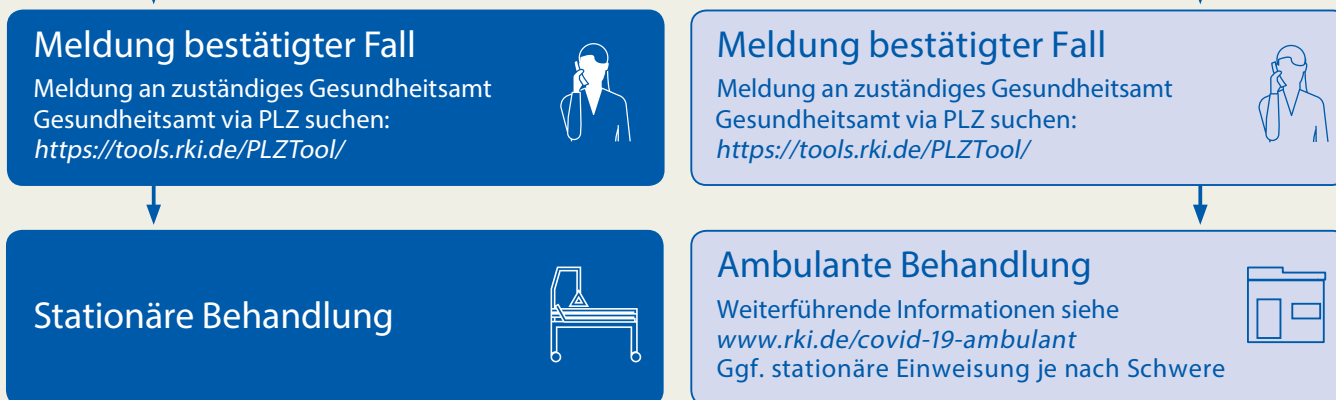 Meldung bestätigter Fall
Meldung an zuständiges Gesundheitsamt
Gesundheitsamt via PLZ suchen:
https://tools.rki.de/PLZTool/
Stationäre Behandlung
Meldung bestätigter Fall
Meldung an zuständiges Gesundheitsamt
Gesundheitsamt via PLZ suchen:
https://tools.rki.de/PLZTool/
Ambulante Behandlung
Weiterführende Informationen siehe
www.rki.de/covid-19-ambulant
Ggf. stationäre Einweisung je nach Schwere